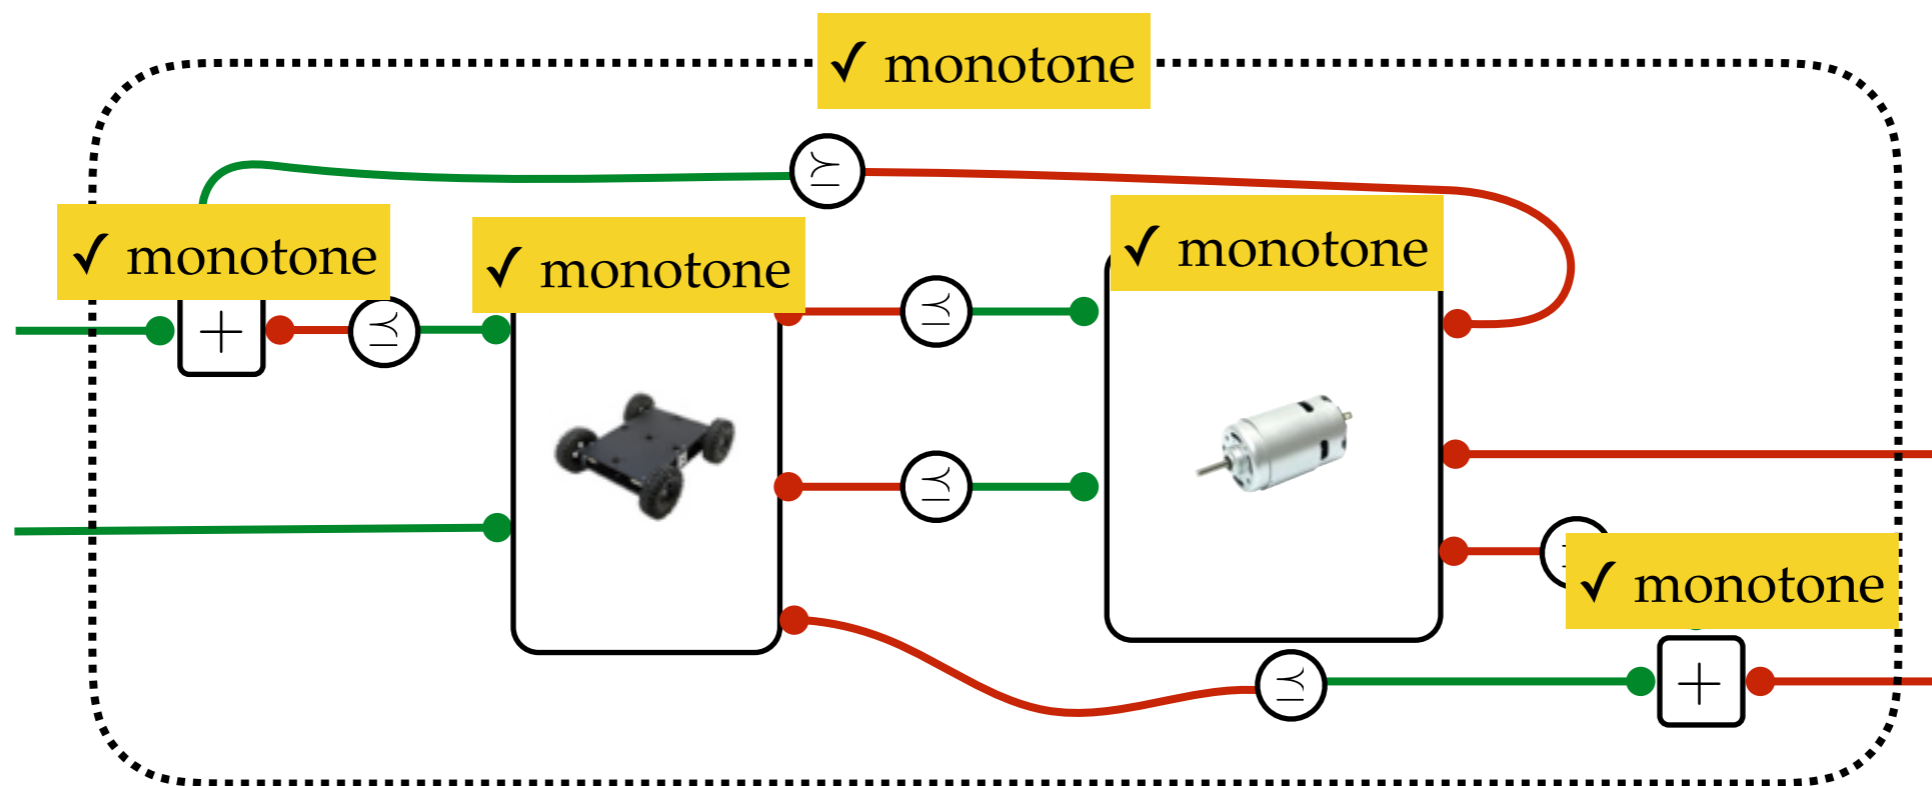 ✓ monotone
⪰
✓ monotone
✓ monotone
✓ monotone
+
⪯
⪯
⪯
✓ monotone
⪯
+